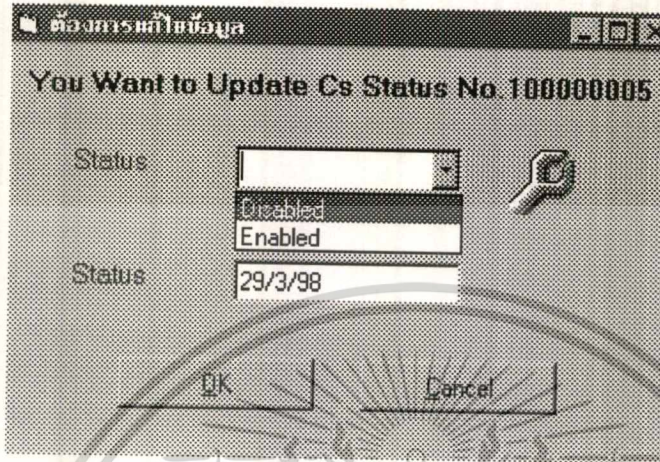 ต้องการแก้ไขข้อมูล
You Want to Update Cs Status No.100000005
Status
Disabled
Enabled
Status 29/3/98
OK Cancel